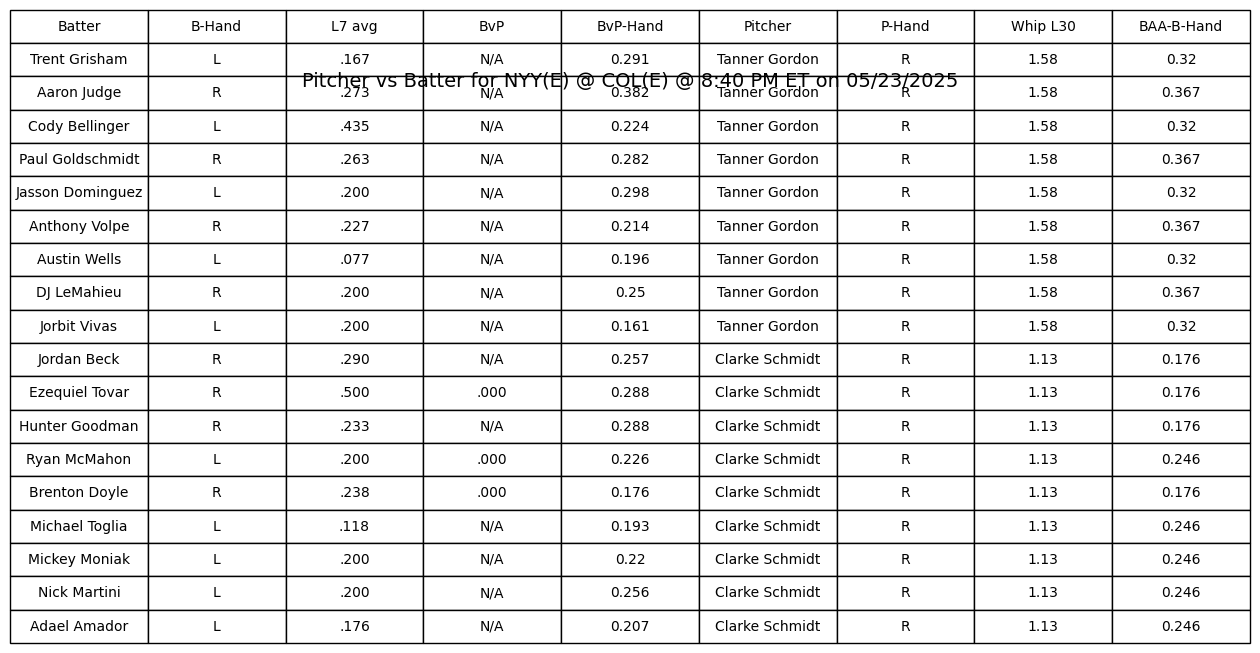 Batter B-Hand L7 avg BvP BvP-Hand Pitcher P-Hand Whip L30 BAA-B-Hand
Trent Grisham L .167 N/A 0.291 Tanner Gordon R 1.58 0.32
Pitcher vs Batter for NYY(E) @ COL(E) @ 8:40 PM ET on 05/23/2025
Aaron Judge R .273 N/A 0.382 Tanner Gordon R 1.58 0.367
Cody Bellinger L .435 N/A 0.224 Tanner Gordon R 1.58 0.32
Paul Goldschmidt R .263 N/A 0.282 Tanner Gordon R 1.58 0.367
Jasson Dominguez L .200 N/A 0.298 Tanner Gordon R 1.58 0.32
Anthony Volpe R .227 N/A 0.214 Tanner Gordon R 1.58 0.367
Austin Wells L .077 N/A 0.196 Tanner Gordon R 1.58 0.32
DJ LeMahieu R .200 N/A 0.25 Tanner Gordon R 1.58 0.367
Jorbit Vivas L .200 N/A 0.161 Tanner Gordon R 1.58 0.32
Jordan Beck R .290 N/A 0.257 Clarke Schmidt R 1.13 0.176
Ezequiel Tovar R .500 .000 0.288 Clarke Schmidt R 1.13 0.176
Hunter Goodman R .233 N/A 0.288 Clarke Schmidt R 1.13 0.176
Ryan McMahon L .200 .000 0.226 Clarke Schmidt R 1.13 0.246
Brenton Doyle R .238 .000 0.176 Clarke Schmidt R 1.13 0.176
Michael Toglia L .118 N/A 0.193 Clarke Schmidt R 1.13 0.246
Mickey Moniak L .200 N/A 0.22 Clarke Schmidt R 1.13 0.246
Nick Martini L .200 N/A 0.256 Clarke Schmidt R 1.13 0.246
Adael Amador L .176 N/A 0.207 Clarke Schmidt R 1.13 0.246